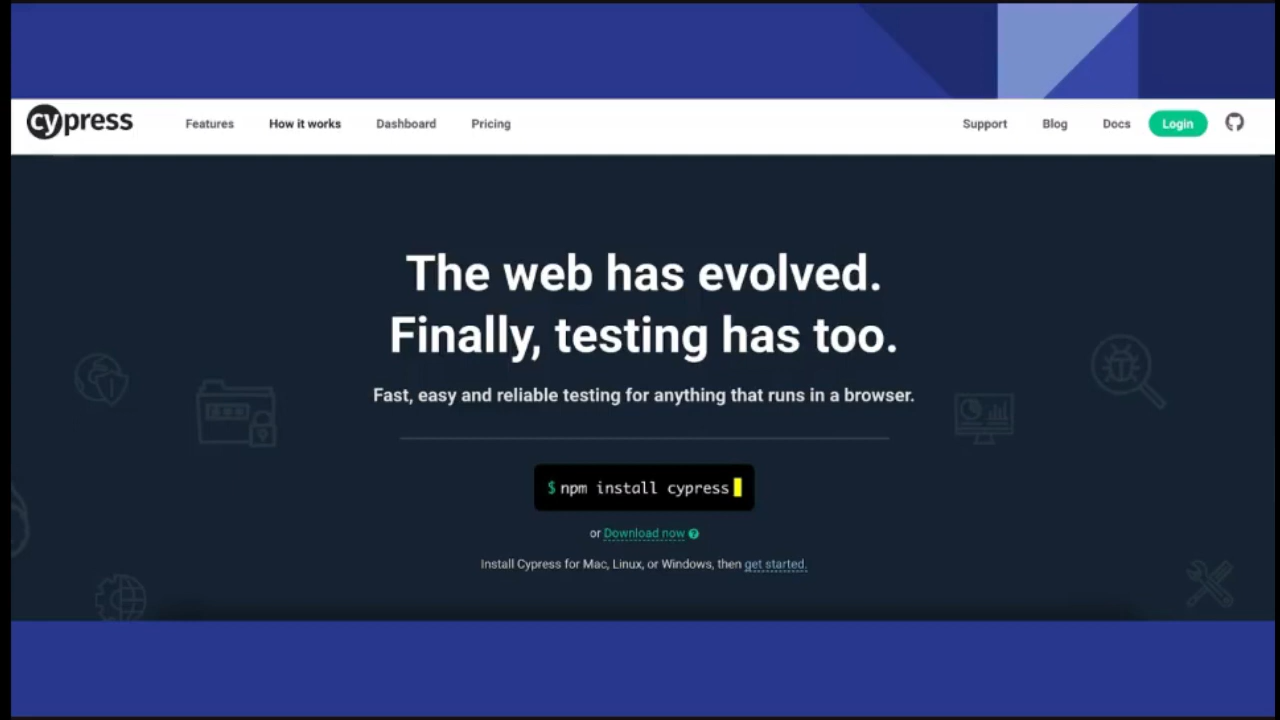 cypress
Features How it works Dashboard Pricing Support Blog Docs Login
The web has evolved.
Finally, testing has too.
Fast, easy and reliable testing for anything that runs in a browser.
$ npm install cypress
or Download now ?
Install Cypress for Mac, Linux, or Windows, then get started.